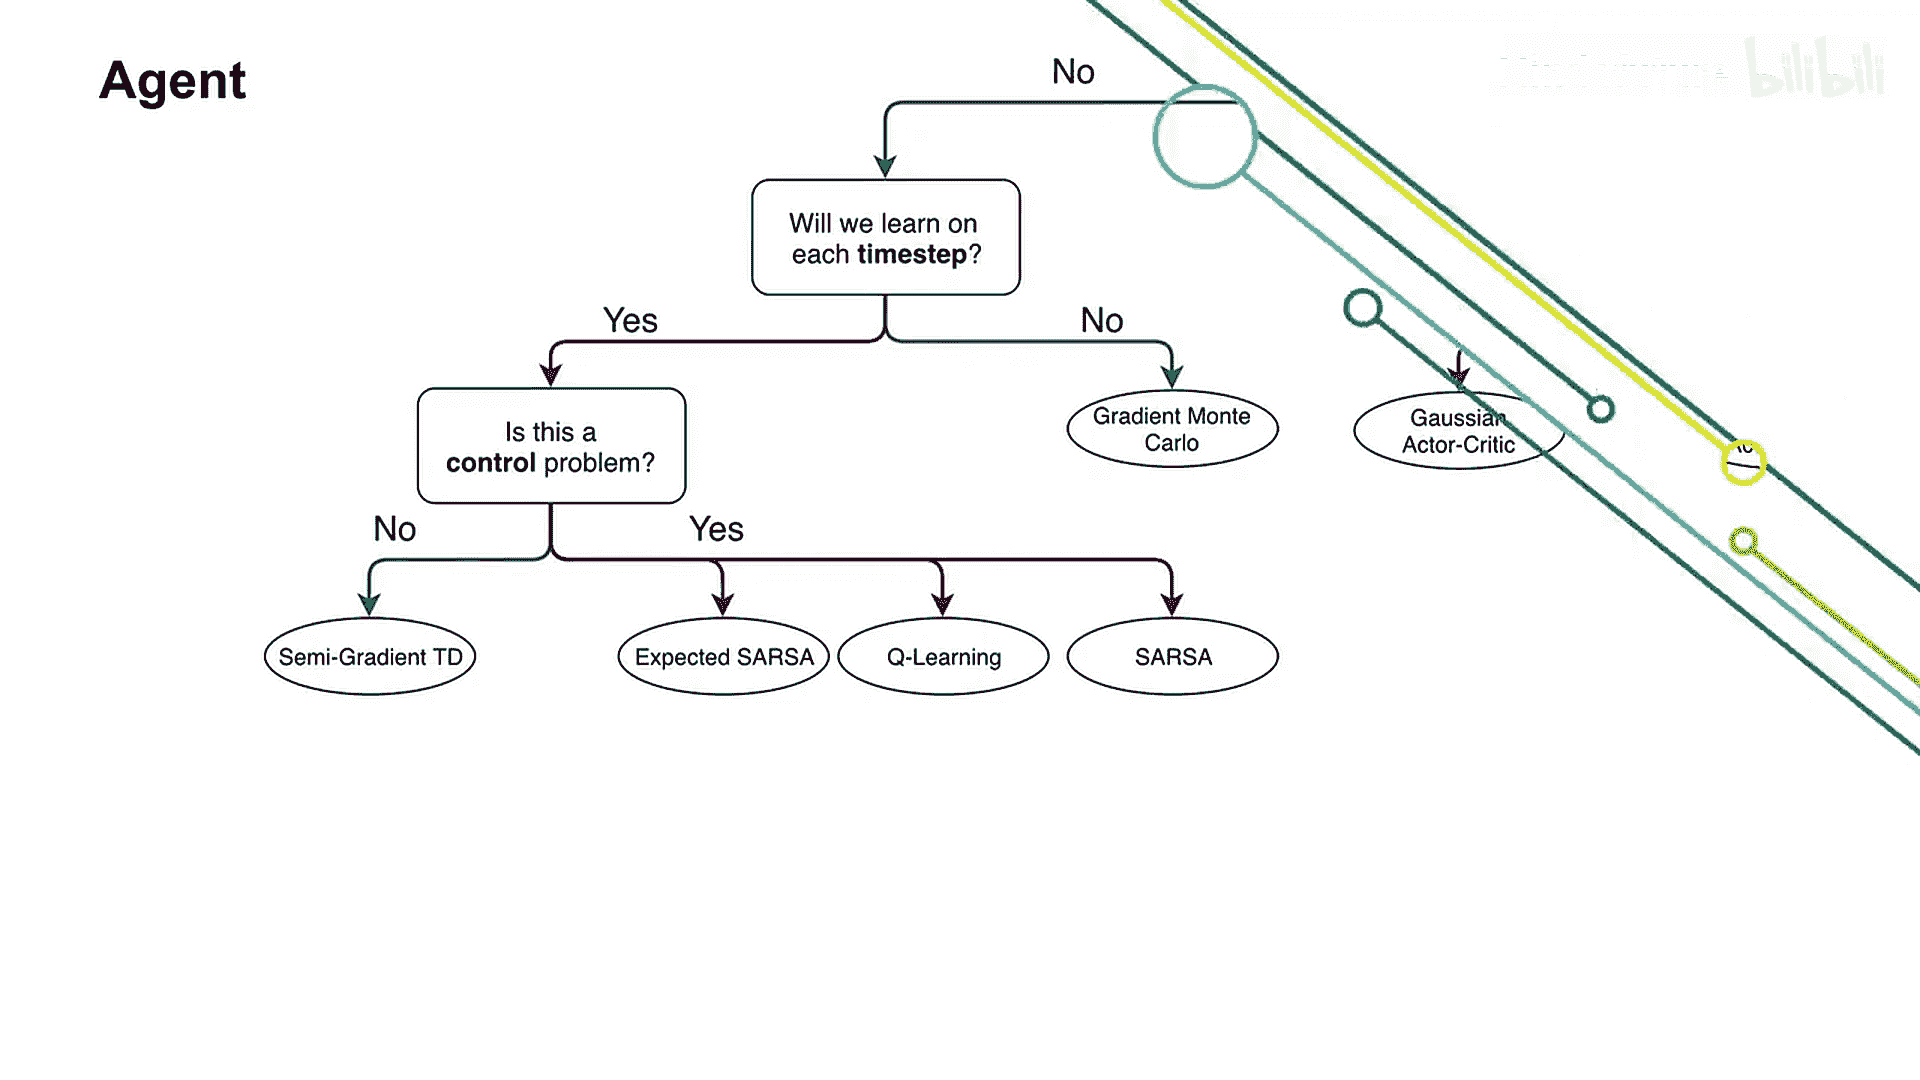 Agent
No
bilibili
Will we learn on
each timestep?
Yes
No
Is this a
control problem?
Gradient Monte
Carlo
Gaussian
Actor-Critic
No
Yes
Semi-Gradient TD
Expected SARSA
Q-Learning
SARSA